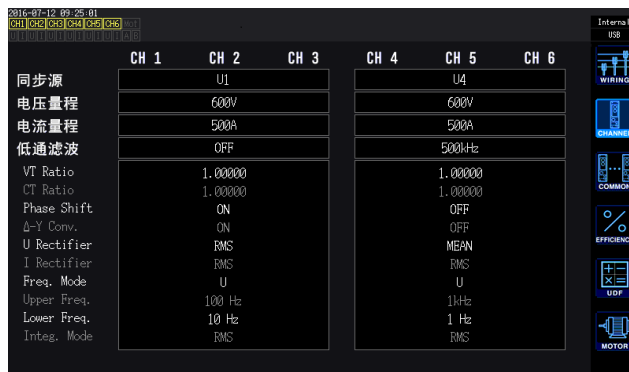 2016-07-12 09:25:01
CH1 CH2 CH3 CH4 CH5 CH6 Mot
U I U I U I U I U I U I A B
Internal
USB
CH 1 CH 2 CH 3 CH 4 CH 5 CH 6
同步源 U1 U4
电压量程 600V 600V
电流量程 500A 500A
低通滤波 OFF 500kHz
VT Ratio 1.00000 1.00000
CT Ratio 1.00000 1.00000
Phase Shift ON OFF
Δ-Y Conv. ON OFF
U Rectifier RMS MEAN
I Rectifier RMS RMS
Freq. Mode U U
Upper Freq. 100 Hz 1kHz
Lower Freq. 10 Hz 1 Hz
Integ. Mode RMS RMS
WIRING
CHANNEL
COMMON
EFFICIENC
UDF
MOTOR